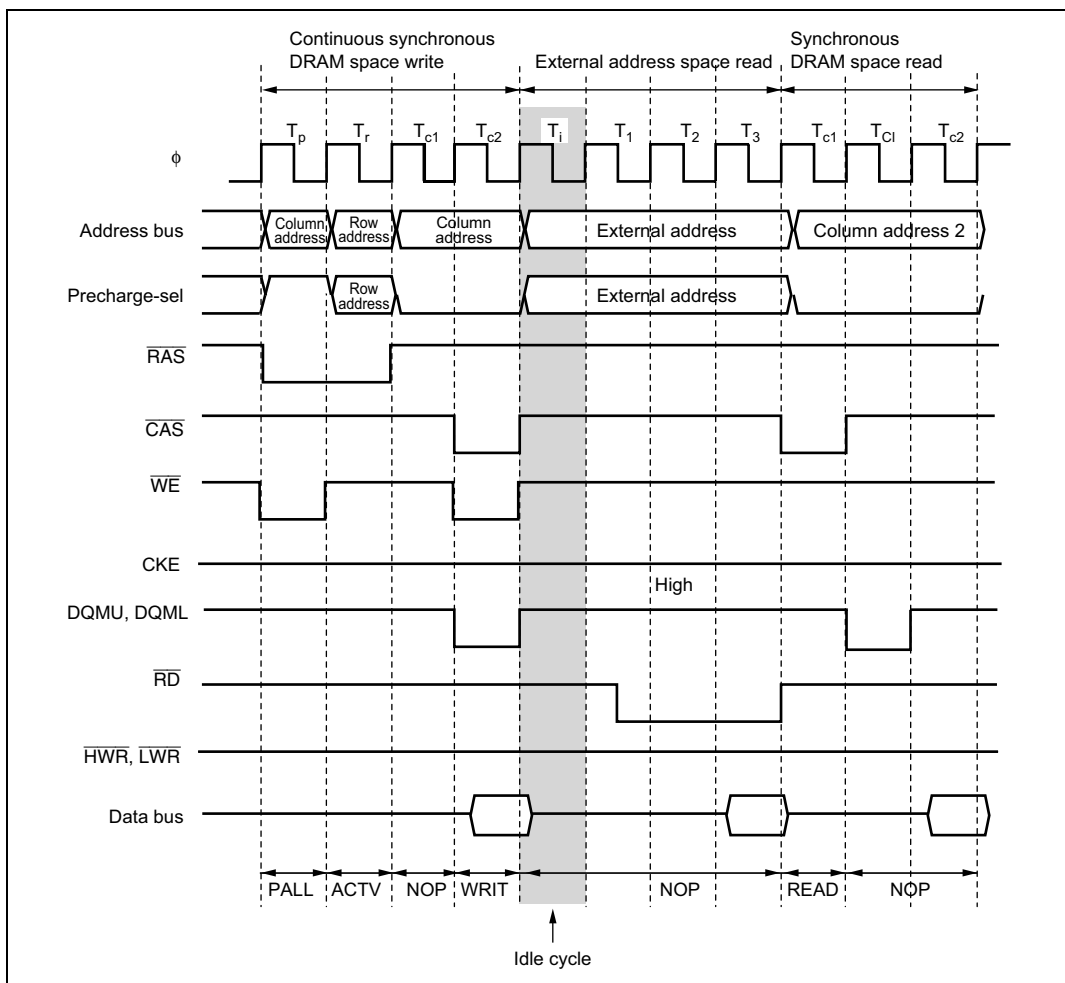 Continuous synchronous
DRAM space write
External address space read
Synchronous
DRAM space read
Tp Tr Tc1 Tc2 Ti T1 T2 T3 Tc1 TCl Tc2
ϕ
Address bus
Column
address
Row
address
Column
address
External address
Column address 2
Precharge-sel
Row
address
External address
RAS
CAS
WE
CKE
High
DQMU, DQML
RD
HWR, LWR
Data bus
PALL ACTV NOP WRIT NOP READ NOP
Idle cycle